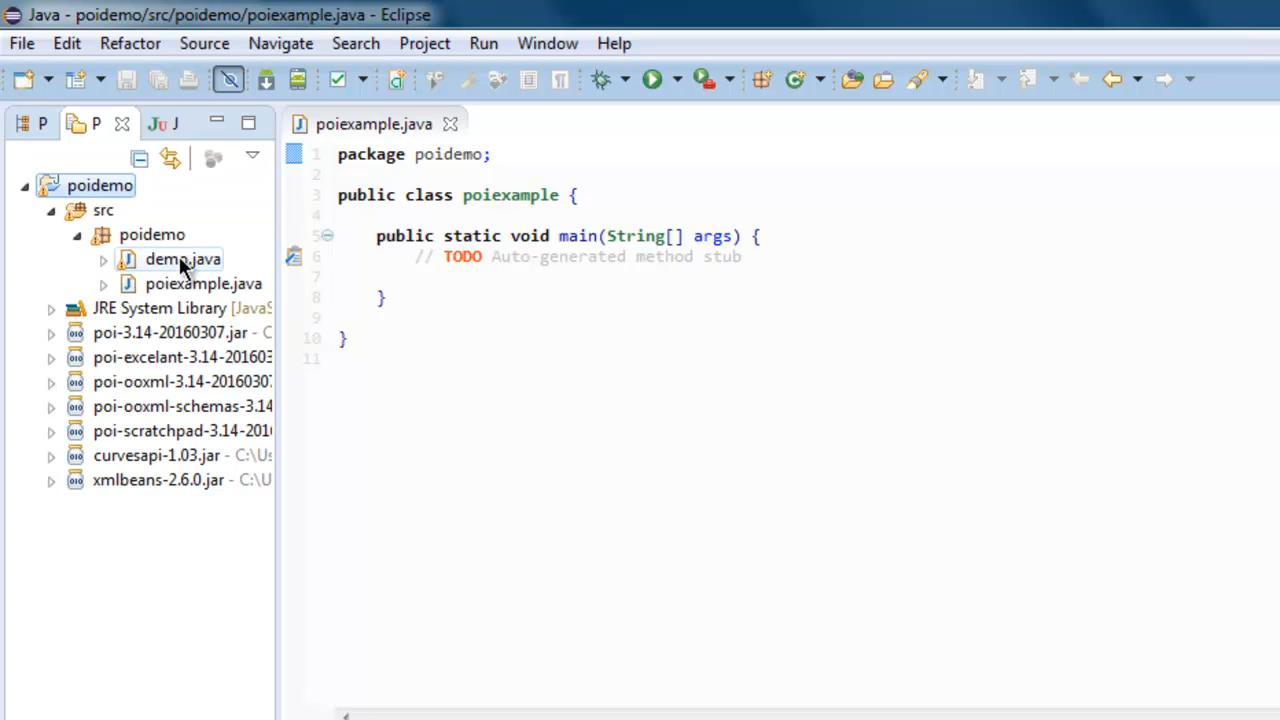 Java - poidemo/src/poidemo/poiexample.java - Eclipse
File Edit Refactor Source Navigate Search Project Run Window Help
P P Ju J
poiexample.java
poidemo
src
poidemo
demo.java
poiexample.java
JRE System Library [JavaS
poi-3.14-20160307.jar - C
poi-excelant-3.14-201603
poi-ooxml-3.14-20160307
poi-ooxml-schemas-3.14
poi-scratchpad-3.14-201
curvesapi-1.03.jar - C:\Us
xmlbeans-2.6.0.jar - C:\U
1 package poidemo;
2
3 public class poiexample {
4
5 public static void main(String[] args) {
6 // TODO Auto-generated method stub
7
8 }
9
10 }
11